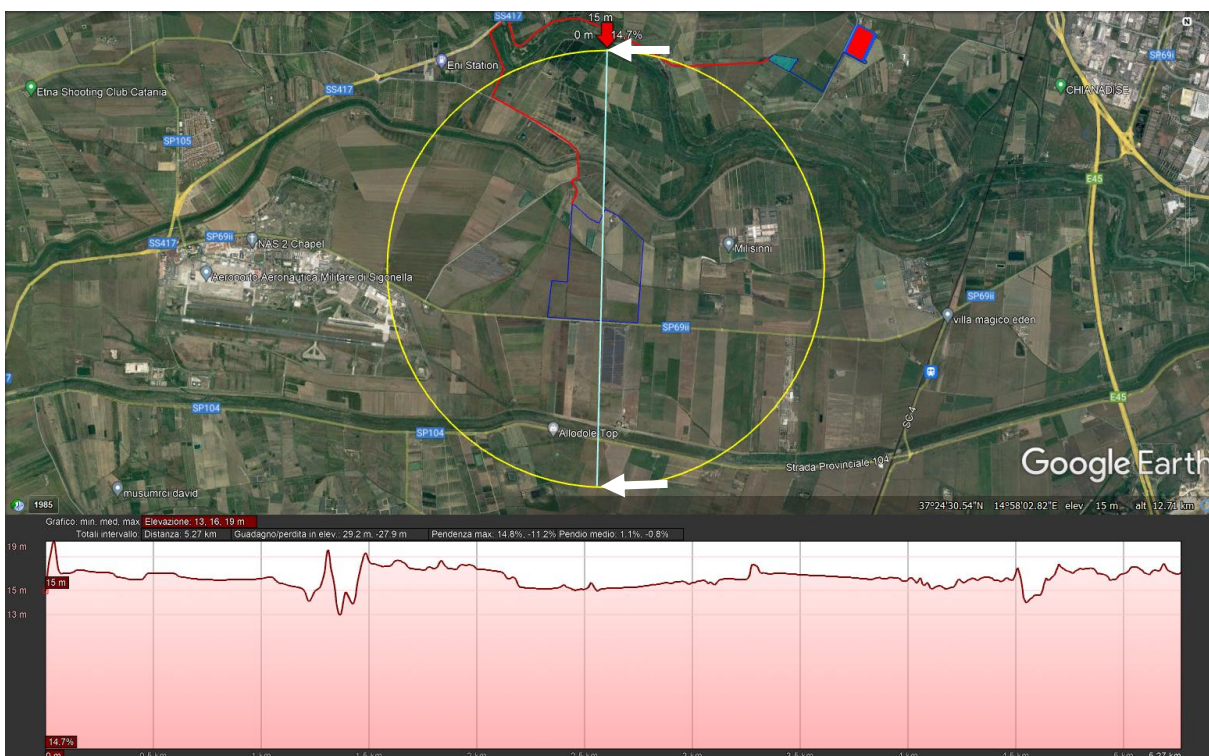 SS417
15 m
0 m
14.7%
N
Eni Station
SP69i
Etna Shooting Club Catania
SS417
CHIANADISE
SP105
E45
SP69ii
NAS 2 Chapel
SS417
Milisinni
Aeroporto Aeronautica Militare di Sigonella
SP69ii
SP69ii
villa magico eden
SP104
SP104
SC-4
E45
Allodole Top
Strada Provinciale 104
Google Earth
musumrci david
1985
37°24'30.54"N 14°58'02.82"E elev 15 m alt 12.71 km
Grafico: min. med. max Elevazione: 13, 16, 19 m
Totali intervallo: Distanza: 5.27 km Guadagno/perdita in elev.: 29.2 m. -27.9 m Pendenza max. 14.8%, -11.2% Pendio medio: 1.1%, -0.8%
19 m
15 m
15 m
13 m
14.7%
0 m 0.5 km 1 km 1.5 km 2 km 2.5 km 3 km 3.5 km 4 km 4.5 km 5 km 5.27 km